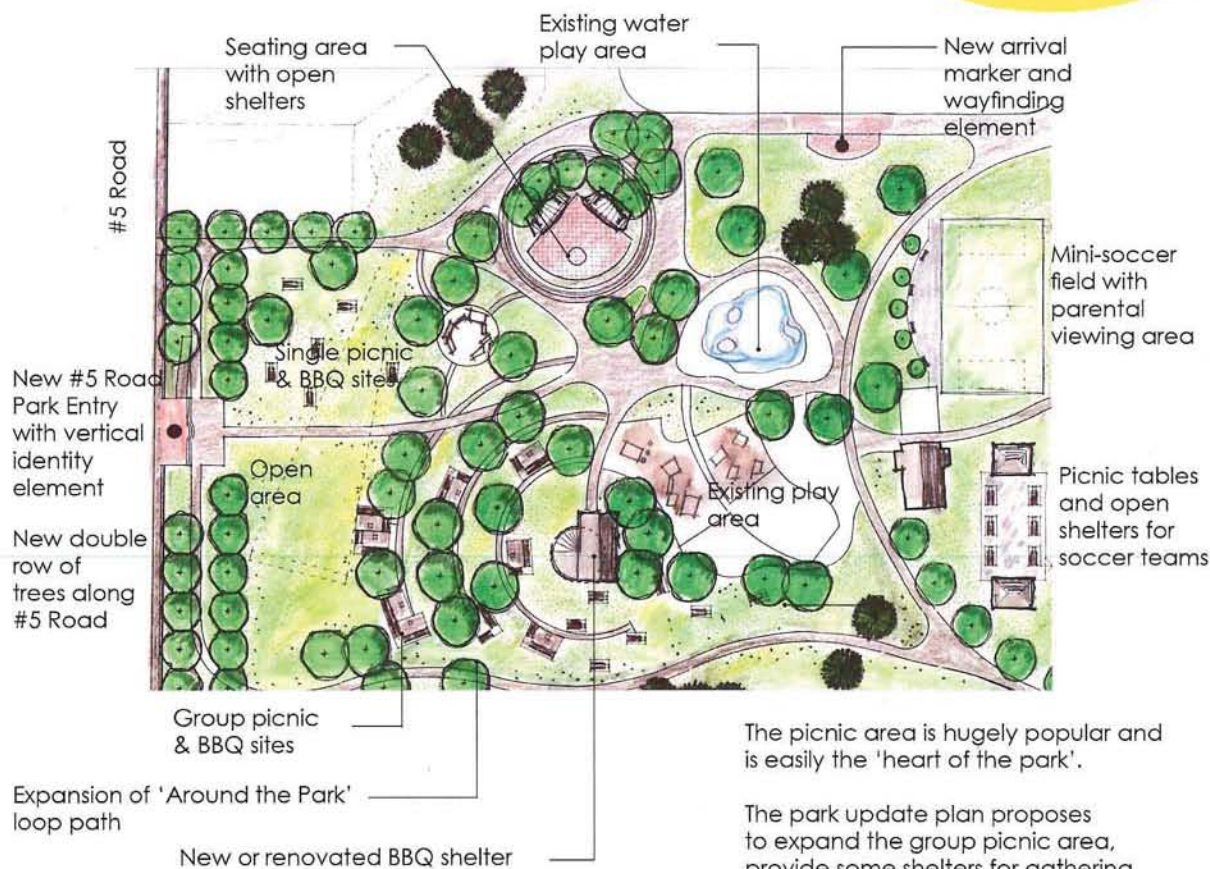 Seating area
with open
shelters
Existing water
play area
New arrival
marker and
wayfinding
element
#5 Road
Mini-soccer
field with
parental
viewing area
Single picnic
& BBQ sites
New #5 Road
Park Entry
with vertical
identity
element
Open
area
Existing play
area
Picnic tables
and open
shelters for
soccer teams
New double
row of
trees along
#5 Road
Group picnic
& BBQ sites
Expansion of 'Around the Park'
loop path
New or renovated BBQ shelter
The picnic area is hugely popular and
is easily the 'heart of the park'.
The park update plan proposes
to expand the group picnic area,
provide some shelters for gathering